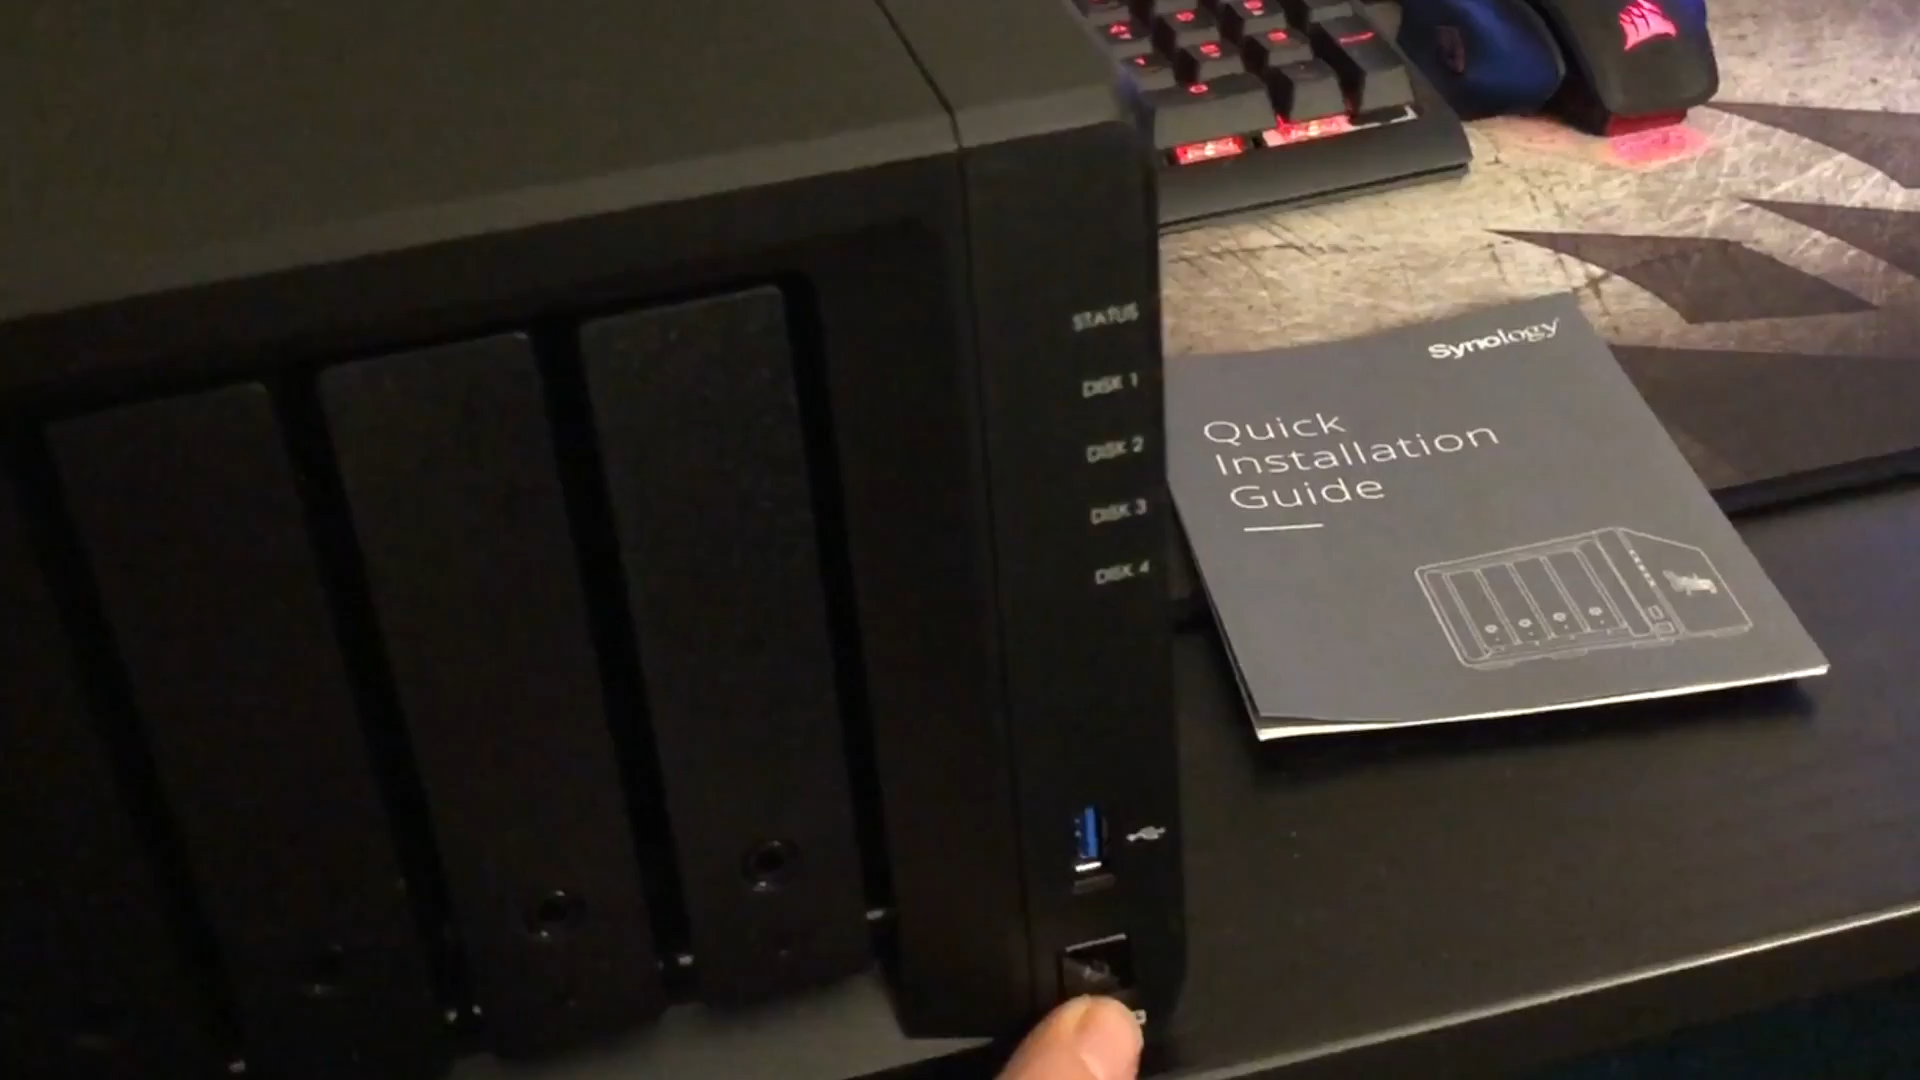 STATUS
DISK 1
DISK 2
DISK 3
DISK 4
Synology
Quick
Installation
Guide